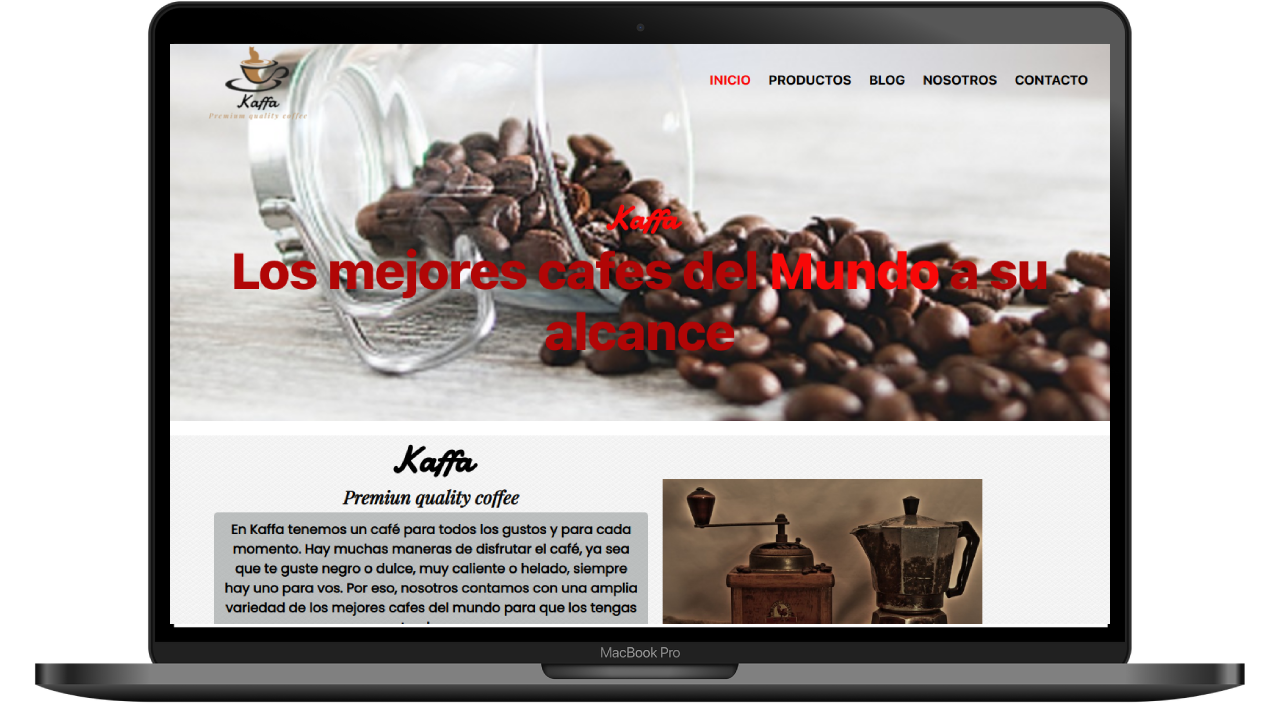 Kaffa
Premium quality coffee
INICIO PRODUCTOS BLOG NOSOTROS CONTACTO
Kaffa
Los mejores cafes del Mundo a su
alcance
Kaffa
Premiun quality coffee
En Kaffa tenemos un café para todos los gustos y para cada
momento. Hay muchas maneras de disfrutar el café, ya sea
que te guste negro o dulce, muy caliente o helado, siempre
hay uno para vos. Por eso, nosotros contamos con una amplia
variedad de los mejores cafes del mundo para que los tengas
MacBook Pro